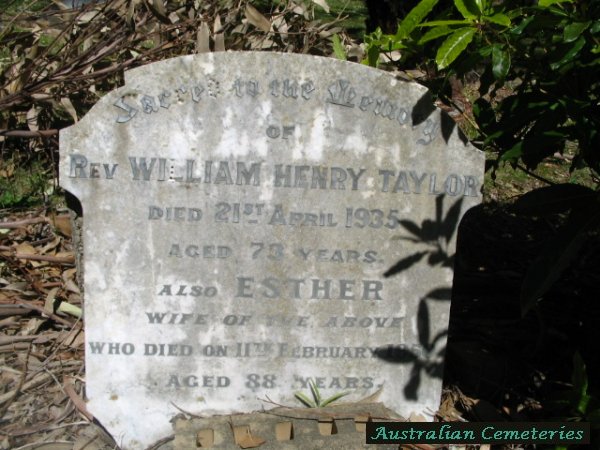 Sacred to the Memory
OF
REV WILLIAM HENRY TAYLOR
DIED 21ST APRIL 1935
AGED 73 YEARS.
ALSO ESTHER
WIFE OF THE ABOVE
WHO DIED ON 11TH FEBRUARY
AGED 88 YEARS.
Australian Cemeteries